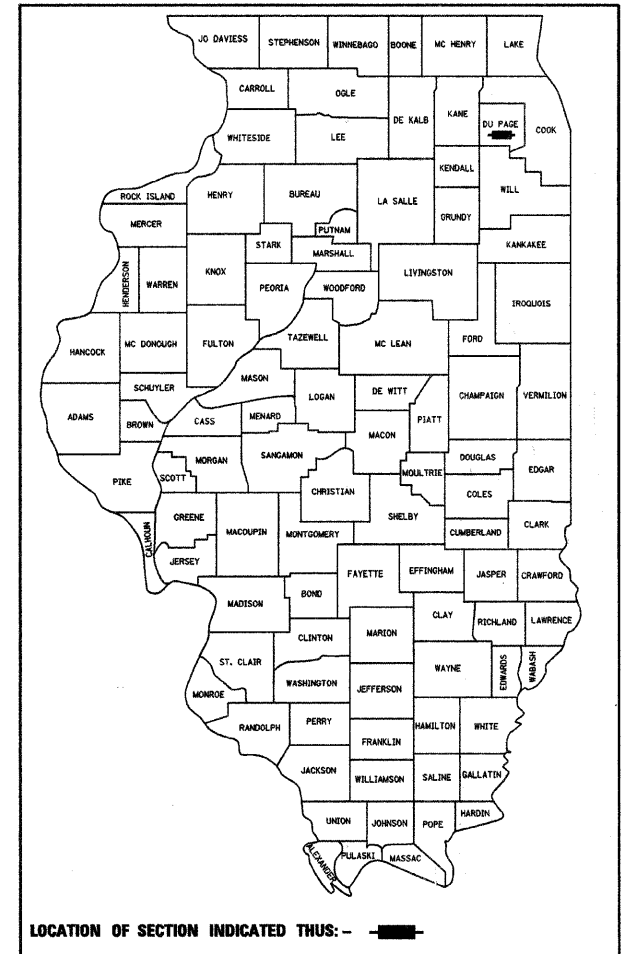 JO DAVIESS STEPHENSON WINNEBAGO BOONE MC HENRY LAKE
CARROLL OGLE DE KALB KANE DU PAGE COOK
WHITESIDE LEE
KENDALL WILL
ROCK ISLAND HENRY BUREAU LA SALLE GRUNDY
MERCER PUTNAM
STARK MARSHALL KANKAKEE
HENDERSON WARREN KNOX PEORIA WOODFORD LIVINGSTON IROQUOIS
HANCOCK MC DONOUGH FULTON TAZEWELL MC LEAN FORD
SCHUYLER MASON LOGAN DE WITT CHAMPAIGN VERMILION
ADAMS BROWN CASS MENARD PIATT
MACON
MORGAN SANGAMON DOUGLAS EDGAR
PIKE SCOTT CHRISTIAN MOULTRIE
COLES
GREENE MACOUPIN MONTGOMERY SHELBY CUMBERLAND CLARK
CALHOUN JERSEY
FAYETTE EFFINGHAM JASPER CRAWFORD
MADISON BOND
CLAY RICHLAND LAWRENCE
CLINTON MARION
ST. CLAIR WAYNE EDWARDS WABASH
WASHINGTON JEFFERSON
MONROE
RANDOLPH PERRY HAMILTON WHITE
FRANKLIN
JACKSON WILLIAMSON SALINE GALLATIN
UNION JOHNSON POPE HARDIN
ALEXANDER PULASKI MASSAC
LOCATION OF SECTION INDICATED THUS: -